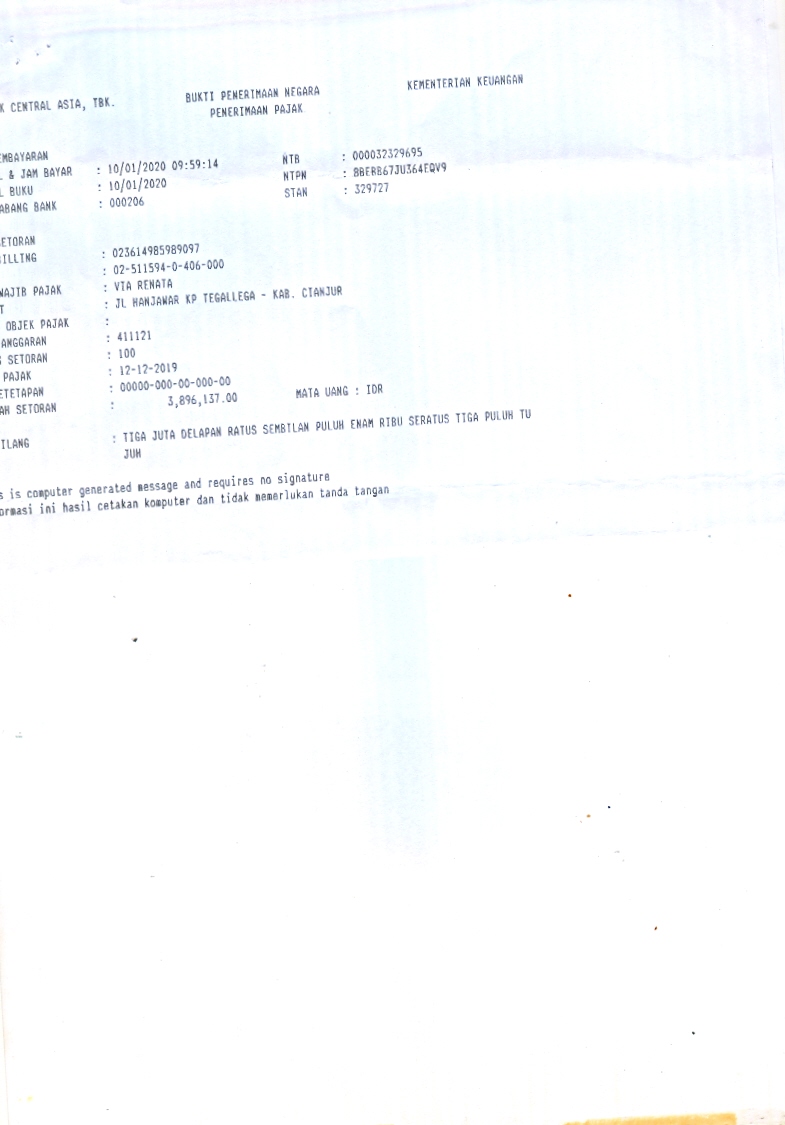 K CENTRAL ASIA, TBK. BUKTI PENERIMAAN NEGARA KEMENTERIAN KEUANGAN
PENERIMAAN PAJAK
EMBAYARAN
L & JAM BAYAR : 10/01/2020 09:59:14 NTB : 000032329695
L BUKU : 10/01/2020 NTPN : BBERB67JU364EQV9
ABANG BANK : 000206 STAN : 329727
ETORAN
ILLING : 023614985989097
: 02-511594-0-406-000
WAJIB PAJAK : VIA RENATA
T : JL HANJAWAR KP TEGALLEGA - KAB. CIANJUR
OBJEK PAJAK :
ANGGARAN : 411121
S SETORAN : 100
PAJAK : 12-12-2019
ETETAPAN : 00000-000-00-000-00
AH SETORAN : 3,896,137.00 MATA UANG : IDR
ILANG : TIGA JUTA DELAPAN RATUS SEMBILAN PULUH ENAM RIBU SERATUS TIGA PULUH TU
JUH
s is computer generated message and requires no signature
ormasi ini hasil cetakan komputer dan tidak memerlukan tanda tangan